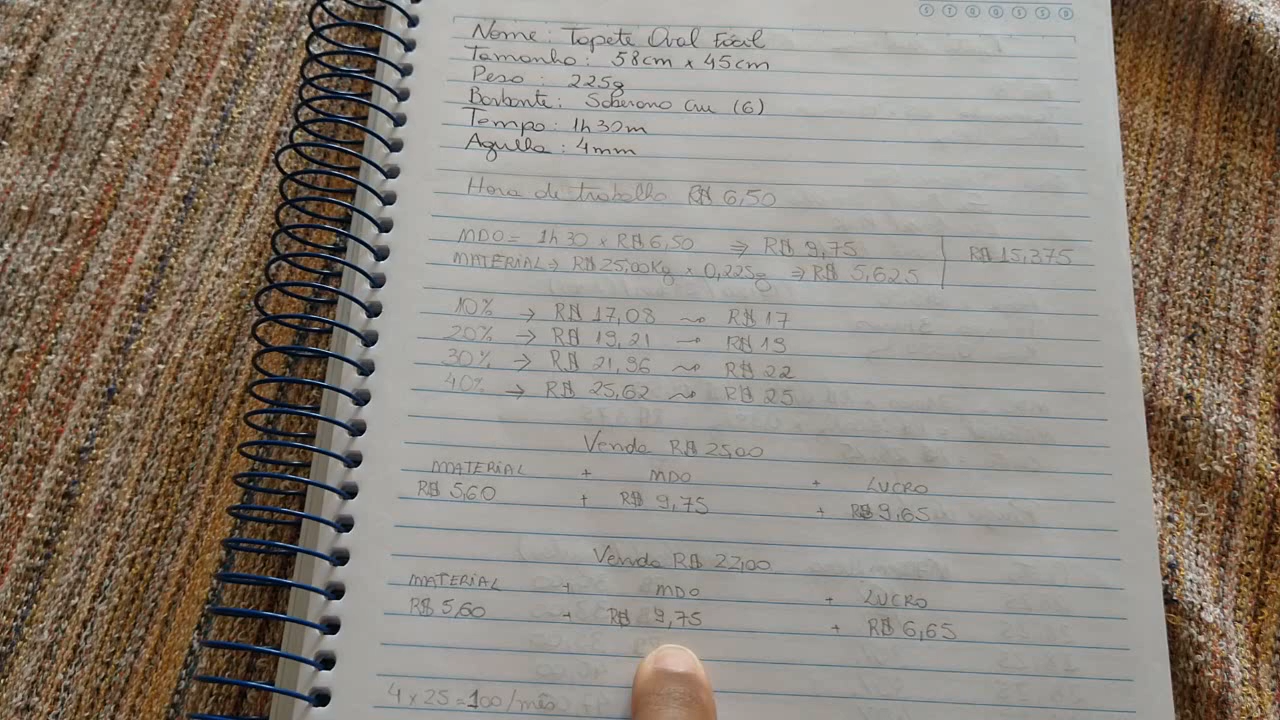 S T Q Q S S D
Nome: Tapete Oval Fácil
Tamanho: 58cm x 45cm
Peso: 225g
Barbante: Soberano Cru (6)
Tempo: 1h30m
Agulha: 4mm
Hora de trabalho R$ 6,50
MDO = 1h30 x R$ 6,50 ⇒ R$ 9,75 | R$ 15,375
MATERIAL ⇒ R$ 25,00Kg x 0,225g ⇒ R$ 5,625
10% → R$ 17,08 ~ R$ 17
20% → R$ 19,21 ~ R$ 19
30% → R$ 21,96 ~ R$ 22
40% → R$ 25,62 ~ R$ 25
Venda R$ 25,00
MATERIAL + MDO + LUCRO
R$ 5,60 + R$ 9,75 + R$ 9,65
Venda R$ 22,00
MATERIAL + MDO + LUCRO
R$ 5,60 + R$ 9,75 + R$ 6,65
4 x 25 = 100/mês